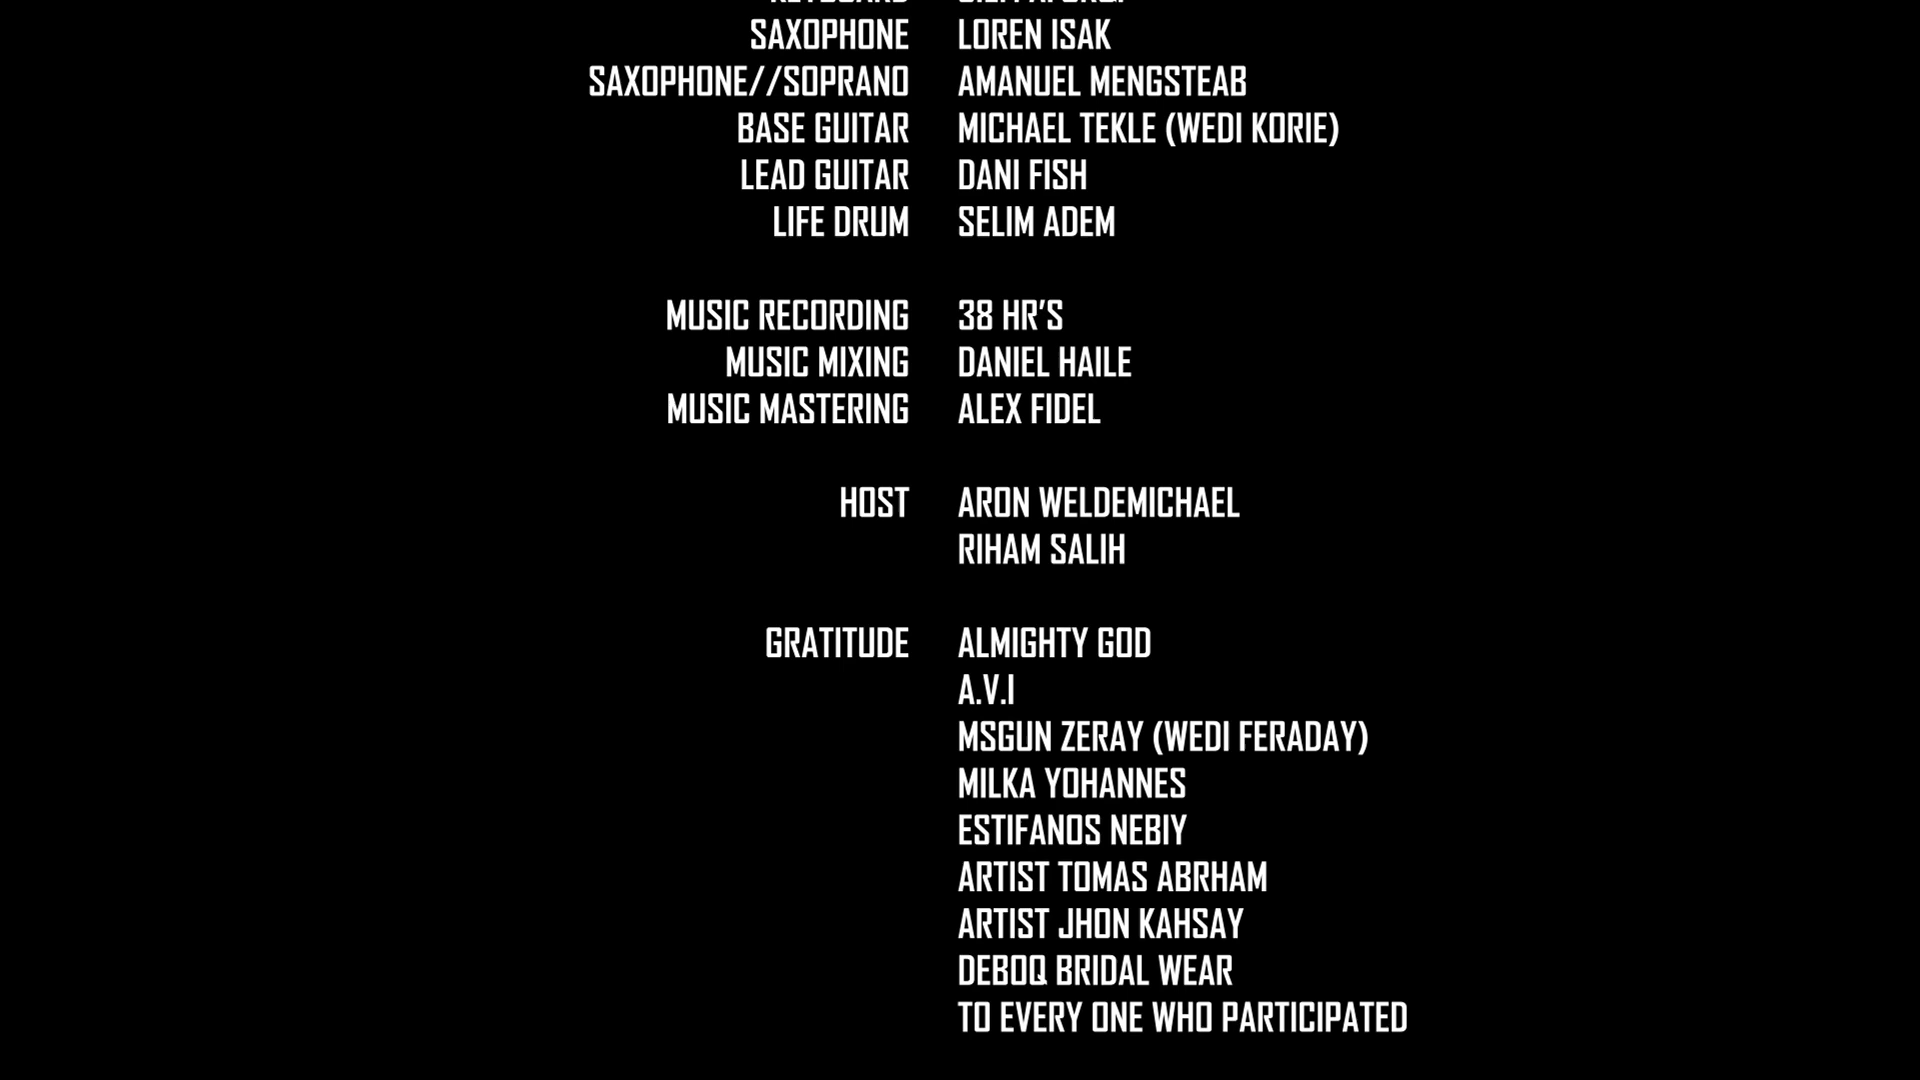 SAXOPHONE LOREN ISAK
SAXOPHONE//SOPRANO AMANUEL MENGSTEAB
BASE GUITAR MICHAEL TEKLE (WEDI KORIE)
LEAD GUITAR DANI FISH
LIFE DRUM SELIM ADEM
MUSIC RECORDING 38 HR'S
MUSIC MIXING DANIEL HAILE
MUSIC MASTERING ALEX FIDEL
HOST ARON WELDEMICHAEL
RIHAM SALIH
GRATITUDE ALMIGHTY GOD
A.V.I
MSGUN ZERAY (WEDI FERADAY)
MILKA YOHANNES
ESTIFANOS NEBIY
ARTIST TOMAS ABRHAM
ARTIST JHON KAHSAY
DEBOQ BRIDAL WEAR
TO EVERY ONE WHO PARTICIPATED